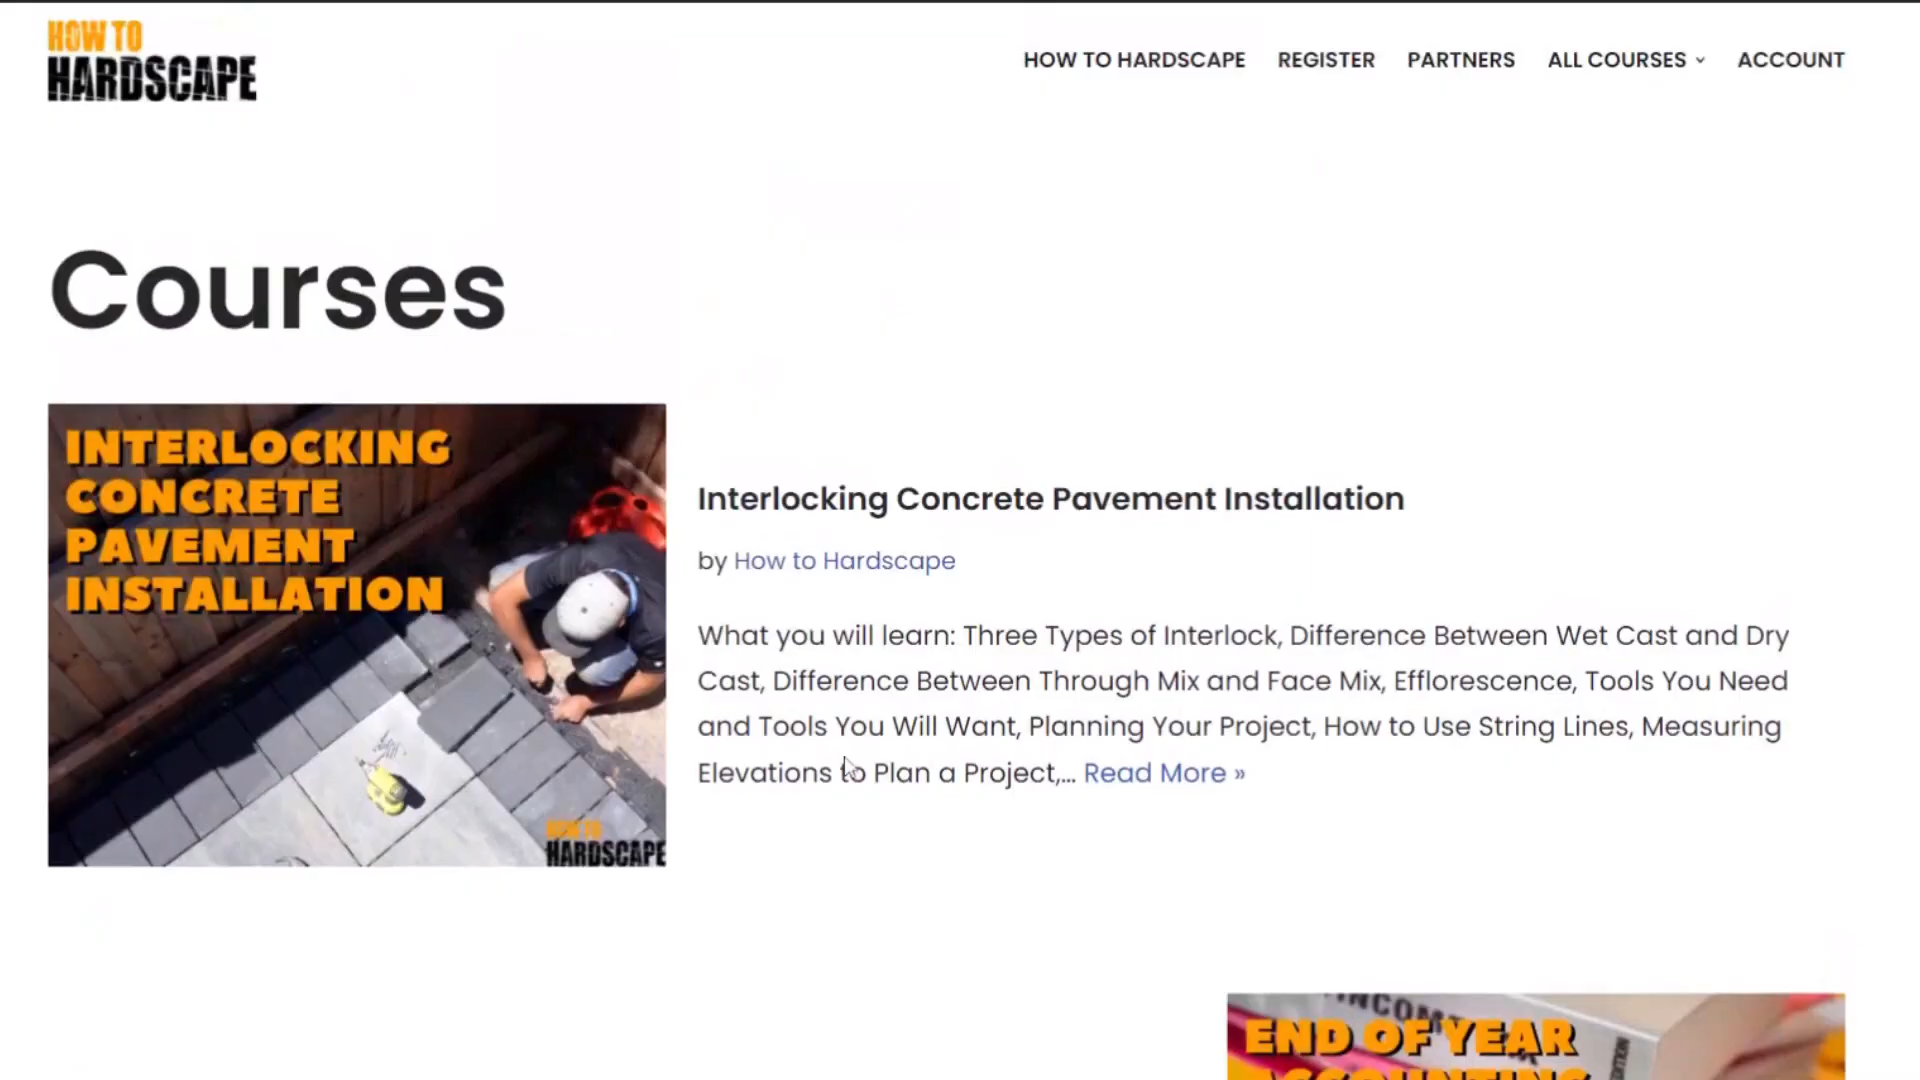 HOW TO
HARDSCAPE
HOW TO HARDSCAPE
REGISTER
PARTNERS
ALL COURSES
ACCOUNT
Courses
INTERLOCKING
CONCRETE
PAVEMENT
INSTALLATION
HOW TO
HARDSCAPE
Interlocking Concrete Pavement Installation
by How to Hardscape
What you will learn: Three Types of Interlock, Difference Between Wet Cast and Dry
Cast, Difference Between Through Mix and Face Mix, Efflorescence, Tools You Need
and Tools You Will Want, Planning Your Project, How to Use String Lines, Measuring
Elevations to Plan a Project,... Read More »
END OF YEAR
ACCOUNTING